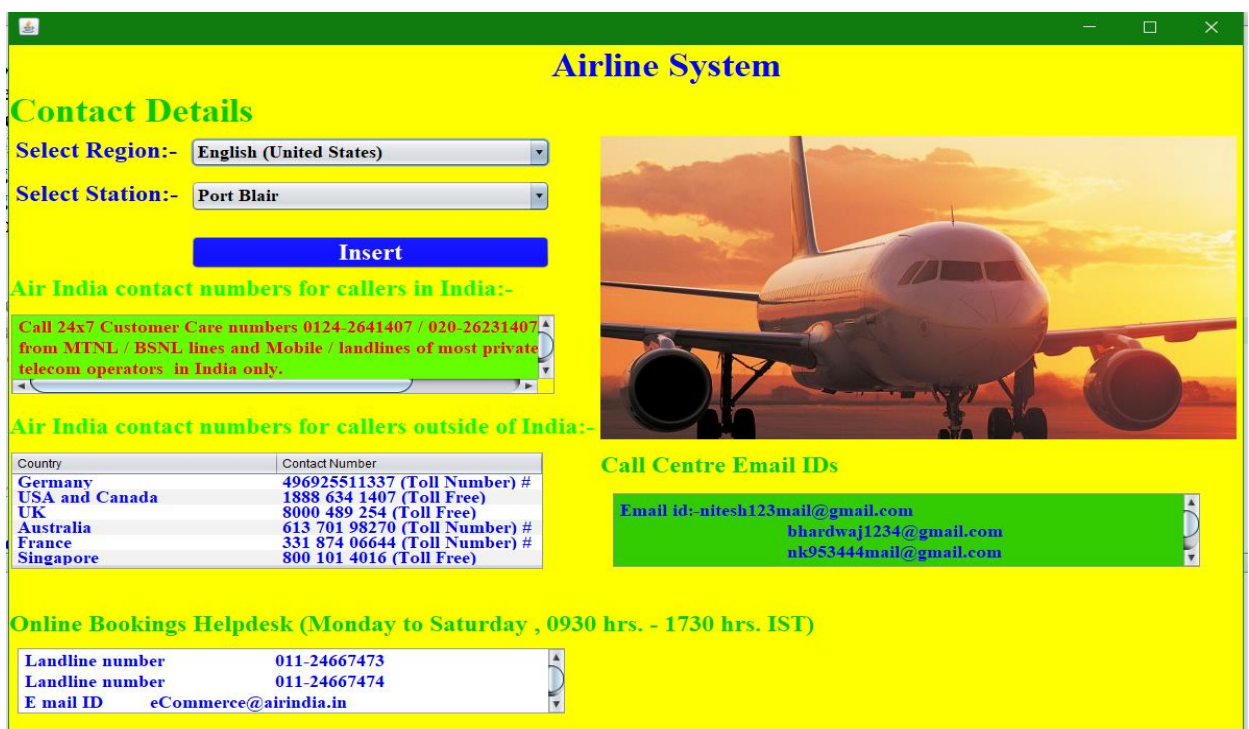 Airline System
Contact Details
Select Region:- English (United States)
Select Station:- Port Blair
Insert
Air India contact numbers for callers in India:-
Call 24x7 Customer Care numbers 0124-2641407 / 020-26231407
from MTNL / BSNL lines and Mobile / landlines of most private
telecom operators in India only.
Air India contact numbers for callers outside of India:-
Country Contact Number
Germany 496925511337 (Toll Number) #
USA and Canada 1888 634 1407 (Toll Free)
UK 8000 489 254 (Toll Free)
Australia 613 701 98270 (Toll Number) #
France 331 874 06644 (Toll Number) #
Singapore 800 101 4016 (Toll Free)
Call Centre Email IDs
Email id:-nitesh123mail@gmail.com
bhardwaj1234@gmail.com
nk953444mail@gmail.com
Online Bookings Helpdesk (Monday to Saturday , 0930 hrs. - 1730 hrs. IST)
Landline number 011-24667473
Landline number 011-24667474
E mail ID eCommerce@airindia.in